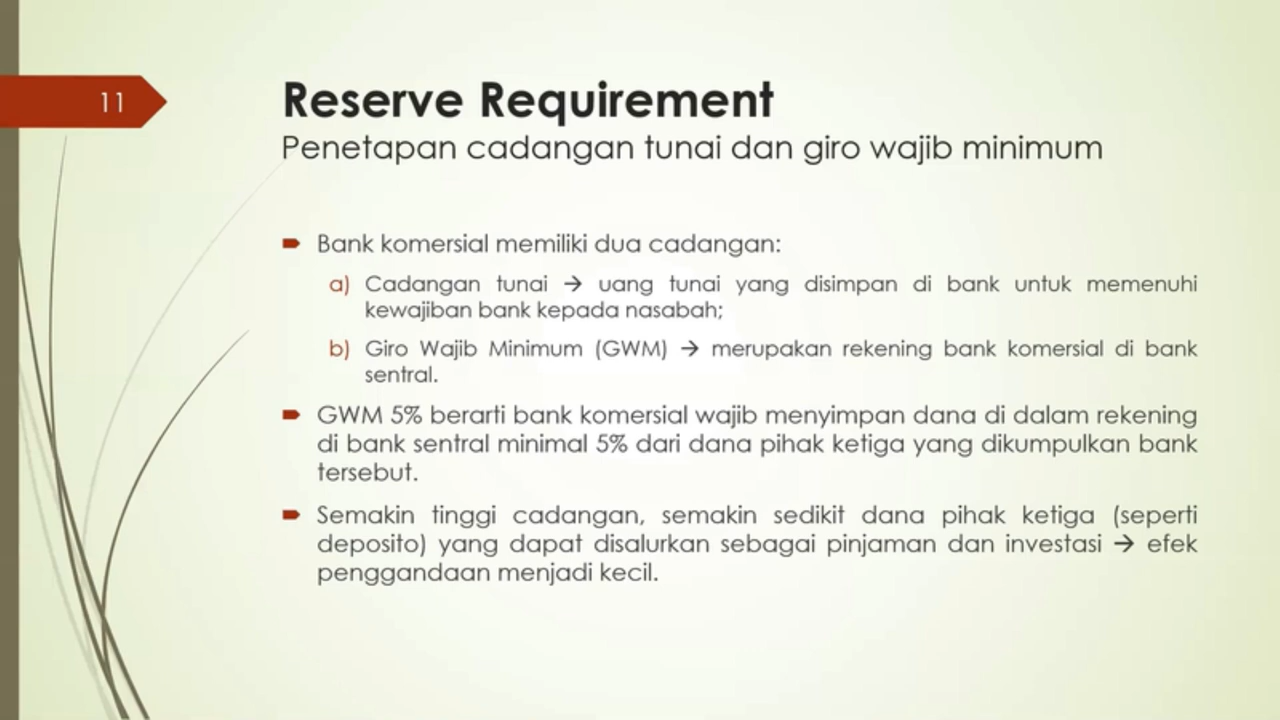 11
Reserve Requirement
Penetapan cadangan tunai dan giro wajib minimum
Bank komersial memiliki dua cadangan:
a) Cadangan tunai → uang tunai yang disimpan di bank untuk memenuhi
kewajiban bank kepada nasabah;
b) Giro Wajib Minimum (GWM) → merupakan rekening bank komersial di bank
sentral.
GWM 5% berarti bank komersial wajib menyimpan dana di dalam rekening
di bank sentral minimal 5% dari dana pihak ketiga yang dikumpulkan bank
tersebut.
Semakin tinggi cadangan, semakin sedikit dana pihak ketiga (seperti
deposito) yang dapat disalurkan sebagai pinjaman dan investasi → efek
penggandaan menjadi kecil.